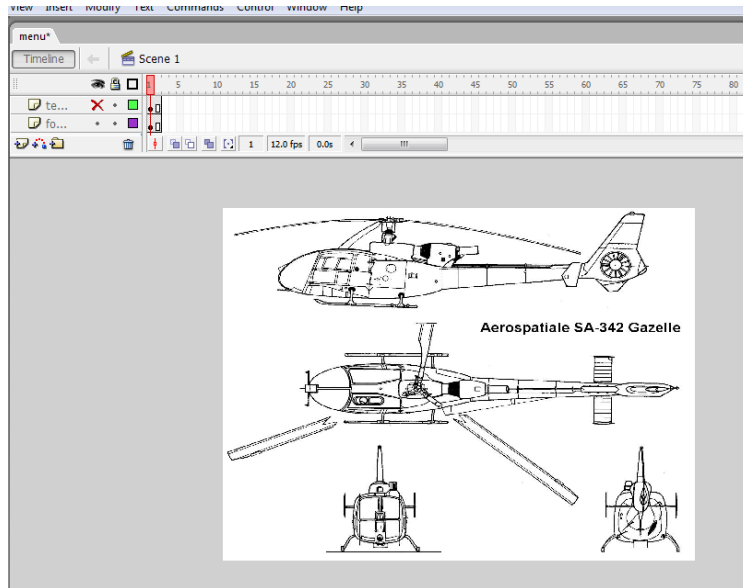 View Insert Modify Text Commands Control Window Help
menu*
Timeline Scene 1
1 5 10 15 20 25 30 35 40 45 50 55 60 65 70 75 80
te...
fo...
1 12.0 fps 0.0s
Aerospatiale SA-342 Gazelle